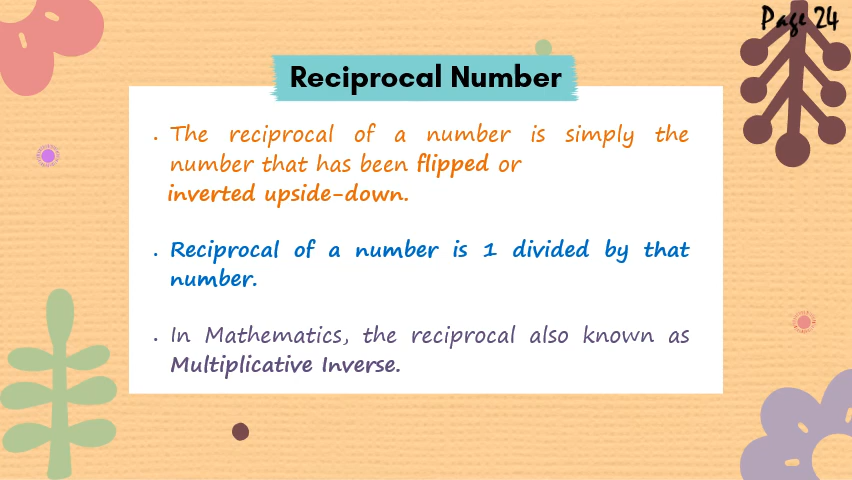 Page 24
Reciprocal Number
. The reciprocal of a number is simply the
number that has been flipped or
inverted upside-down.
. Reciprocal of a number is 1 divided by that
number.
. In Mathematics, the reciprocal also known as
Multiplicative Inverse.